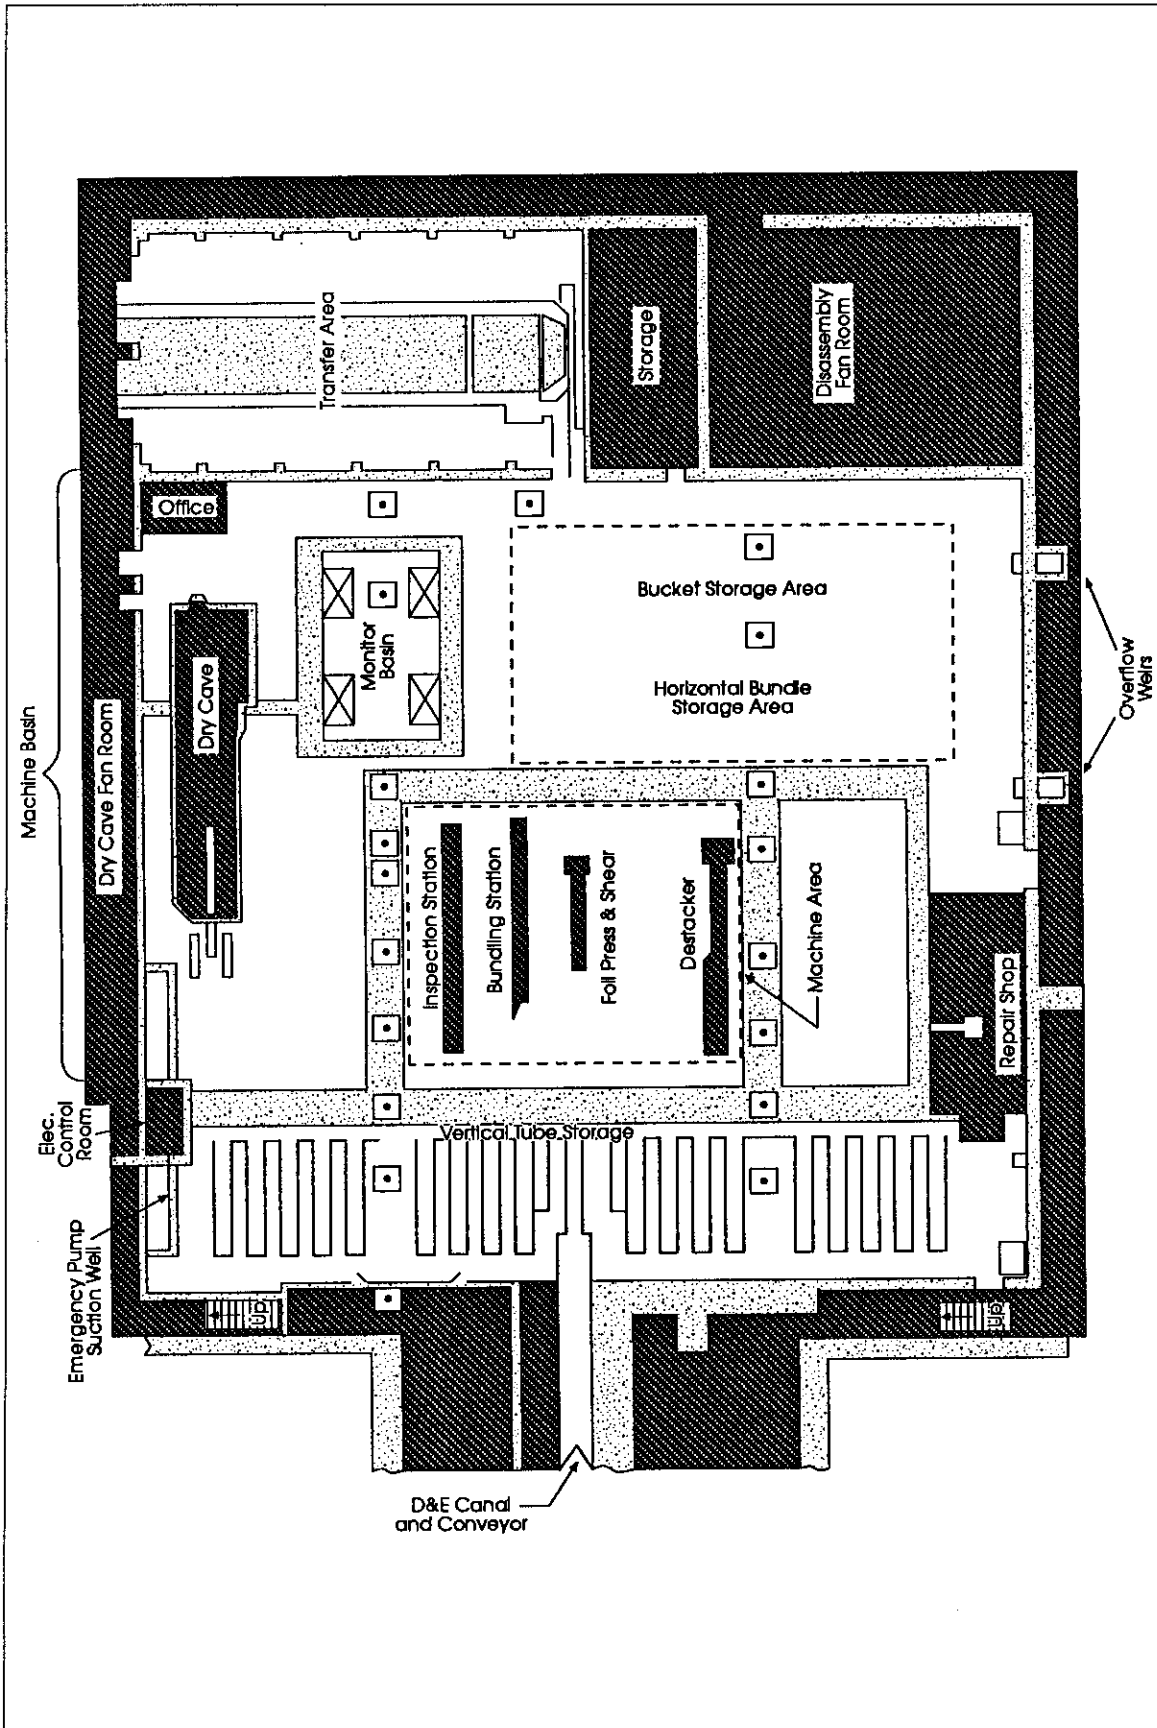 Transfer Area
Storage
Disassembly
Fan Room
Office
Machine Basin
Dry Cave Fan Room
Dry Cave
Monitor
Basin
Bucket Storage Area
Horizontal Bundle
Storage Area
Overflow
Weirs
Inspection Station
Bundling Station
Foil Press & Shear
Destacker
Machine Area
Repair Shop
Elec.
Control
Room
Vertical Tube Storage
Emergency Pump
Suction Well
Up
Up
D&E Canal
and Conveyor